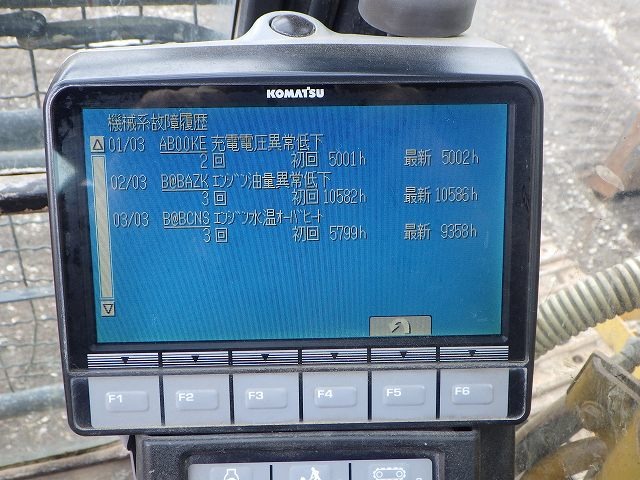 KOMATSU
機械系故障履歴
01/03 AB00KE 充電電圧異常低下
2 回 初回 5001h 最新 5002h
02/03 B@BAZK エンジン油量異常低下
3 回 初回 10582h 最新 10586h
03/03 B@BCNS エンジン水温オーバヒート
3 回 初回 5799h 最新 9358h
F1 F2 F3 F4 F5 F6